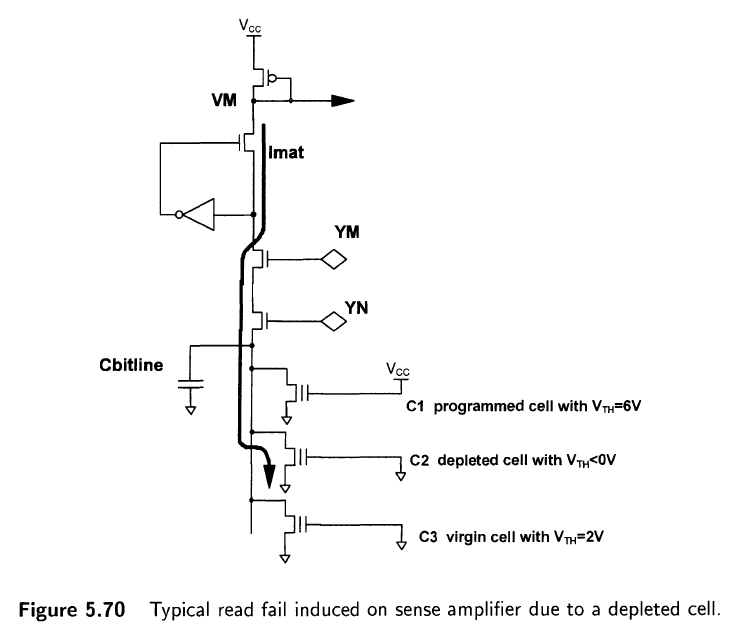 Vcc
VM
Imat
YM
YN
Cbitline
Vcc
C1 programmed cell with VTH=6V
C2 depleted cell with VTH<0V
C3 virgin cell with VTH=2V
Figure 5.70 Typical read fail induced on sense amplifier due to a depleted cell.